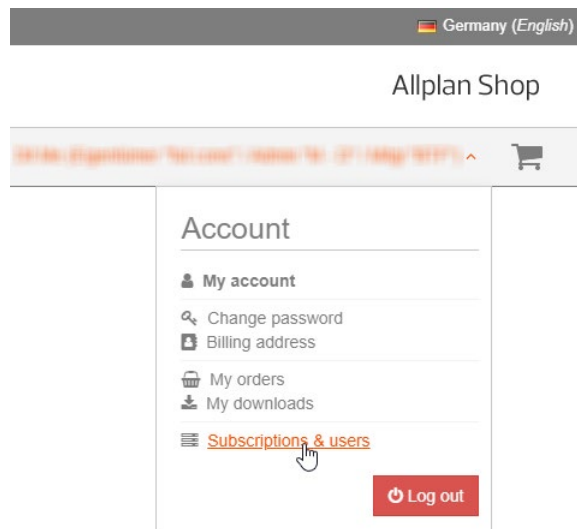 Germany (English)
Allplan Shop
Account
My account
Change password
Billing address
My orders
My downloads
Subscriptions & users
Log out